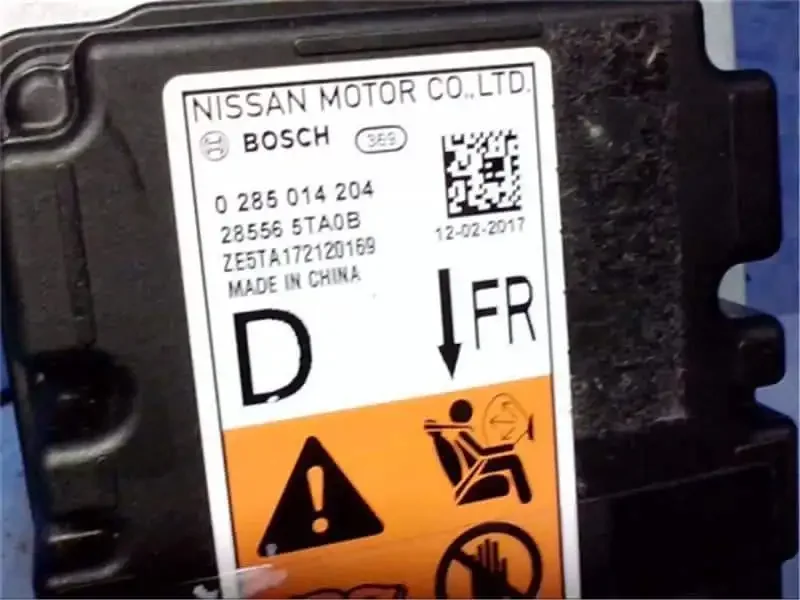 NISSAN MOTOR CO.,LTD.
BOSCH 369
0 285 014 204
28556 5TA0B
ZE5TA172120169
MADE IN CHINA
12-02-2017
D
FR